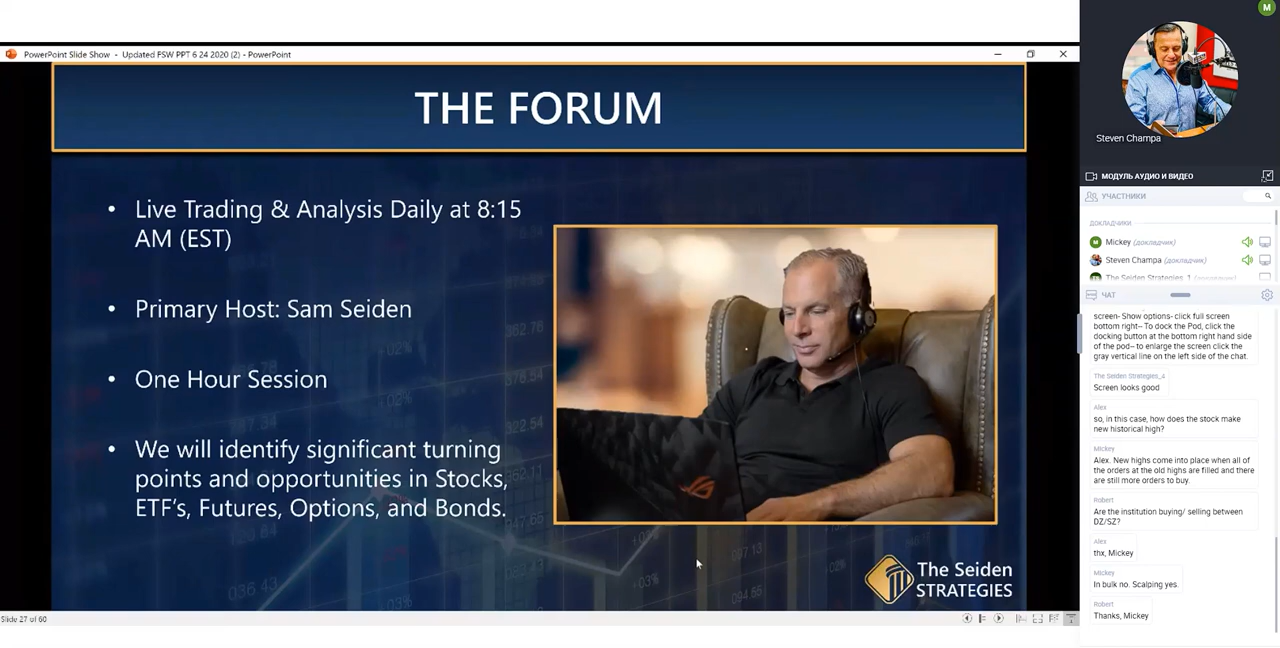 M
PowerPoint Slide Show - Updated FSW PPT 6 24 2020 (2) - PowerPoint
THE FORUM
• Live Trading & Analysis Daily at 8:15
AM (EST)
• Primary Host: Sam Seiden
• One Hour Session
• We will identify significant turning
points and opportunities in Stocks,
ETF's, Futures, Options, and Bonds.
The Seiden
STRATEGIES
Slide 27 of 60
Steven Champa
МОДУЛЬ АУДИО И ВИДЕО
УЧАСТНИКИ
ДОКЛАДЧИКИ
M Mickey (докладчик)
Steven Champa (докладчик)
The Seiden Strategies_1 (докладчик)
ЧАТ
screen- Show options- click full screen
bottom right-- To dock the Pod, click the
docking button at the bottom right hand side
of the pod-- to enlarge the screen click the
gray vertical line on the left side of the chat.
The Seiden Strategies_4
Screen looks good
Alex
so, in this case, how does the stock make
new historical high?
Mickey
Alex. New highs come into place when all of
the orders at the old highs are filled and there
are still more orders to buy.
Robert
Are the institution buying/ selling between
DZ/SZ?
Alex
thx, Mickey
Mickey
In bulk no. Scalping yes.
Robert
Thanks, Mickey